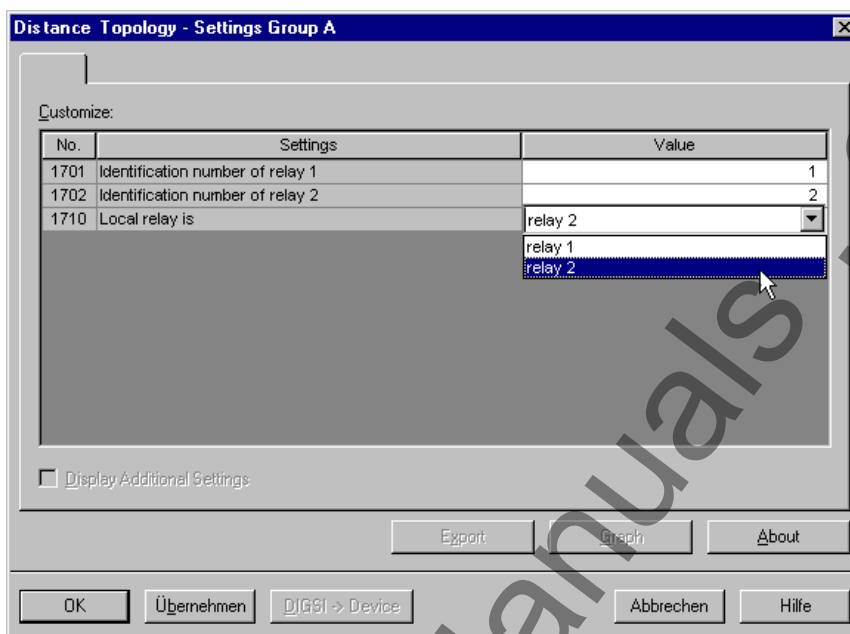 Distance Topology - Settings Group A
Customize:
No. Settings Value
1701 Identification number of relay 1 1
1702 Identification number of relay 2 2
1710 Local relay is relay 2
relay 1
relay 2
Display Additional Settings
Export Graph About
OK Übernehmen DIGSI -> Device Abbrechen Hilfe
anuals